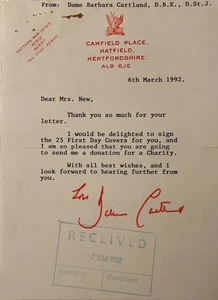 From: Dame Barbara Cartland, D.B.E., D.St.J.
CAMFIELD PLACE,
HATFIELD,
HERTFORDSHIRE.
AL9 6JE
6th March 1992.
Dear Mrs. New,
Thank you so much for your
letter.
I would be delighted to sign
the 25 First Day Covers for you, and
I am so pleased that you are going
to send me a donation for a Charity.
With all best wishes, and I
look forward to hearing further from
you.
Barbara Cartland
RECEIVED
7 MAR 1992
Completed